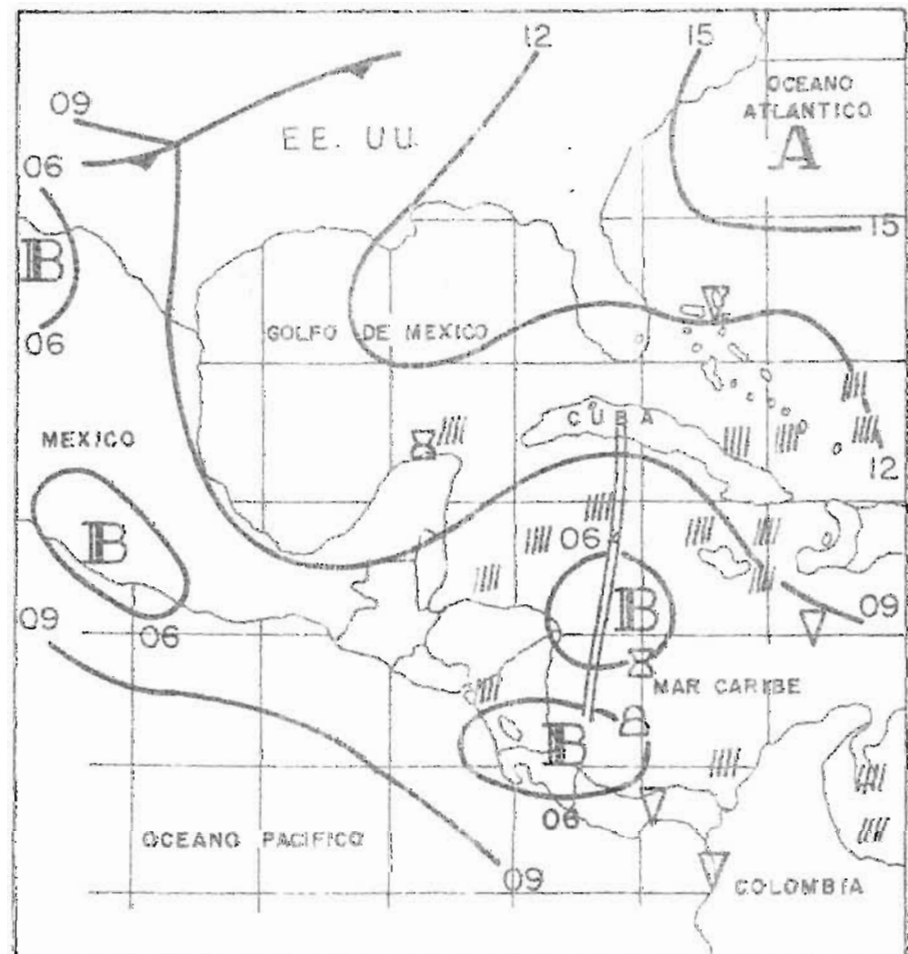 12
15
OCEANO
ATLANTICO
A
09
EE. UU.
06
15
B
06
GOLFO DE MEXICO
CUBA
MEXICO
12
B
06
B
09
09
06
MAR CARIBE
B
06
OCEANO PACIFICO
09
COLOMBIA